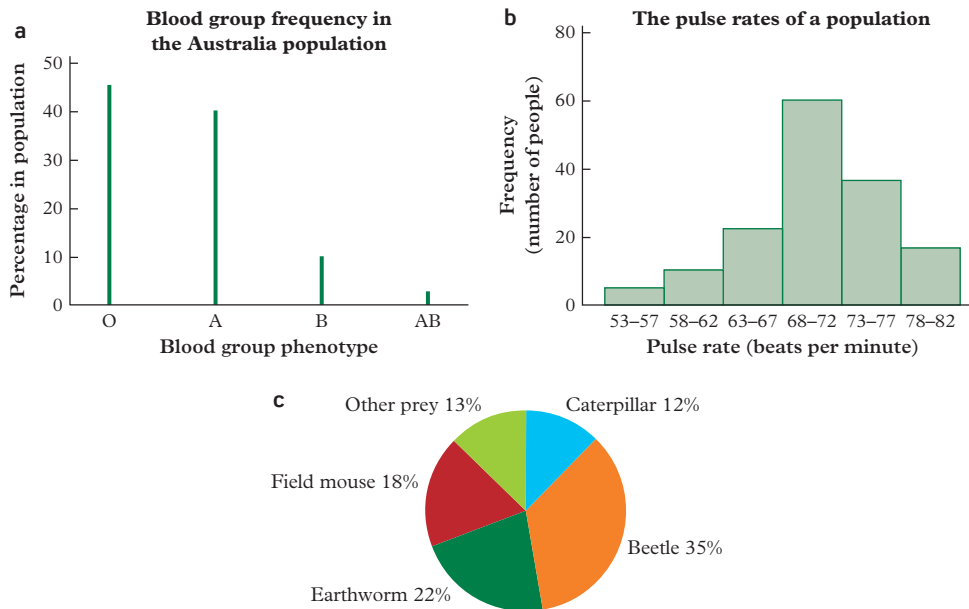 a
Blood group frequency in
the Australia population
Percentage in population
50
40
30
20
10
0
O A B AB
Blood group phenotype
b
The pulse rates of a population
Frequency
(number of people)
80
60
40
20
0
53–57 58–62 63–67 68–72 73–77 78–82
Pulse rate (beats per minute)
c
Other prey 13%
Caterpillar 12%
Field mouse 18%
Beetle 35%
Earthworm 22%